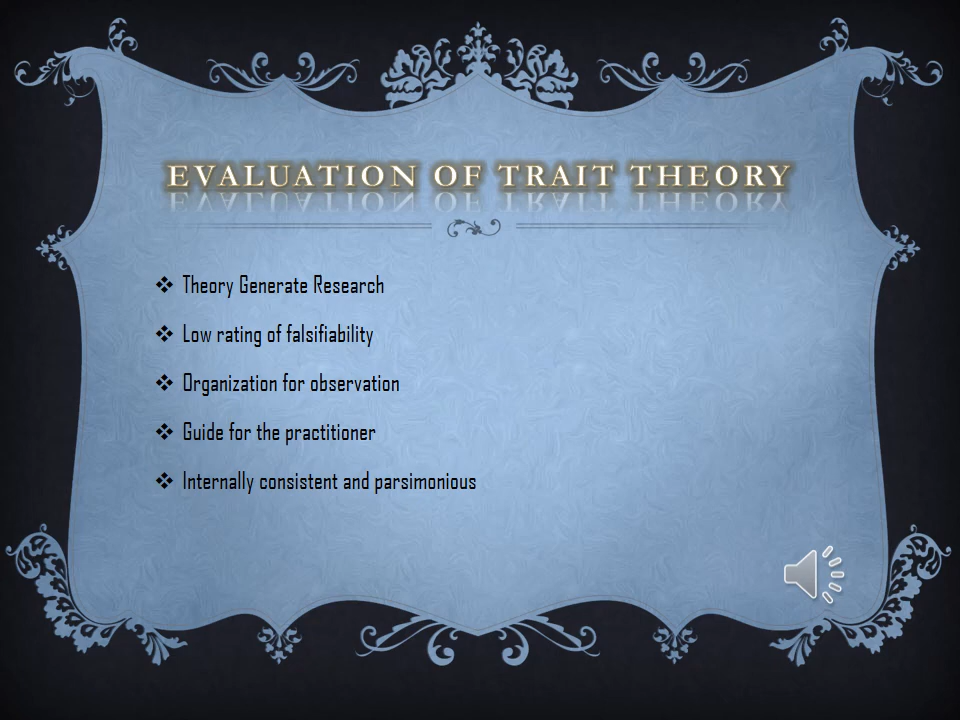 EVALUATION OF TRAIT THEORY
Theory Generate Research
Low rating of falsifiability
Organization for observation
Guide for the practitioner
Internally consistent and parsimonious